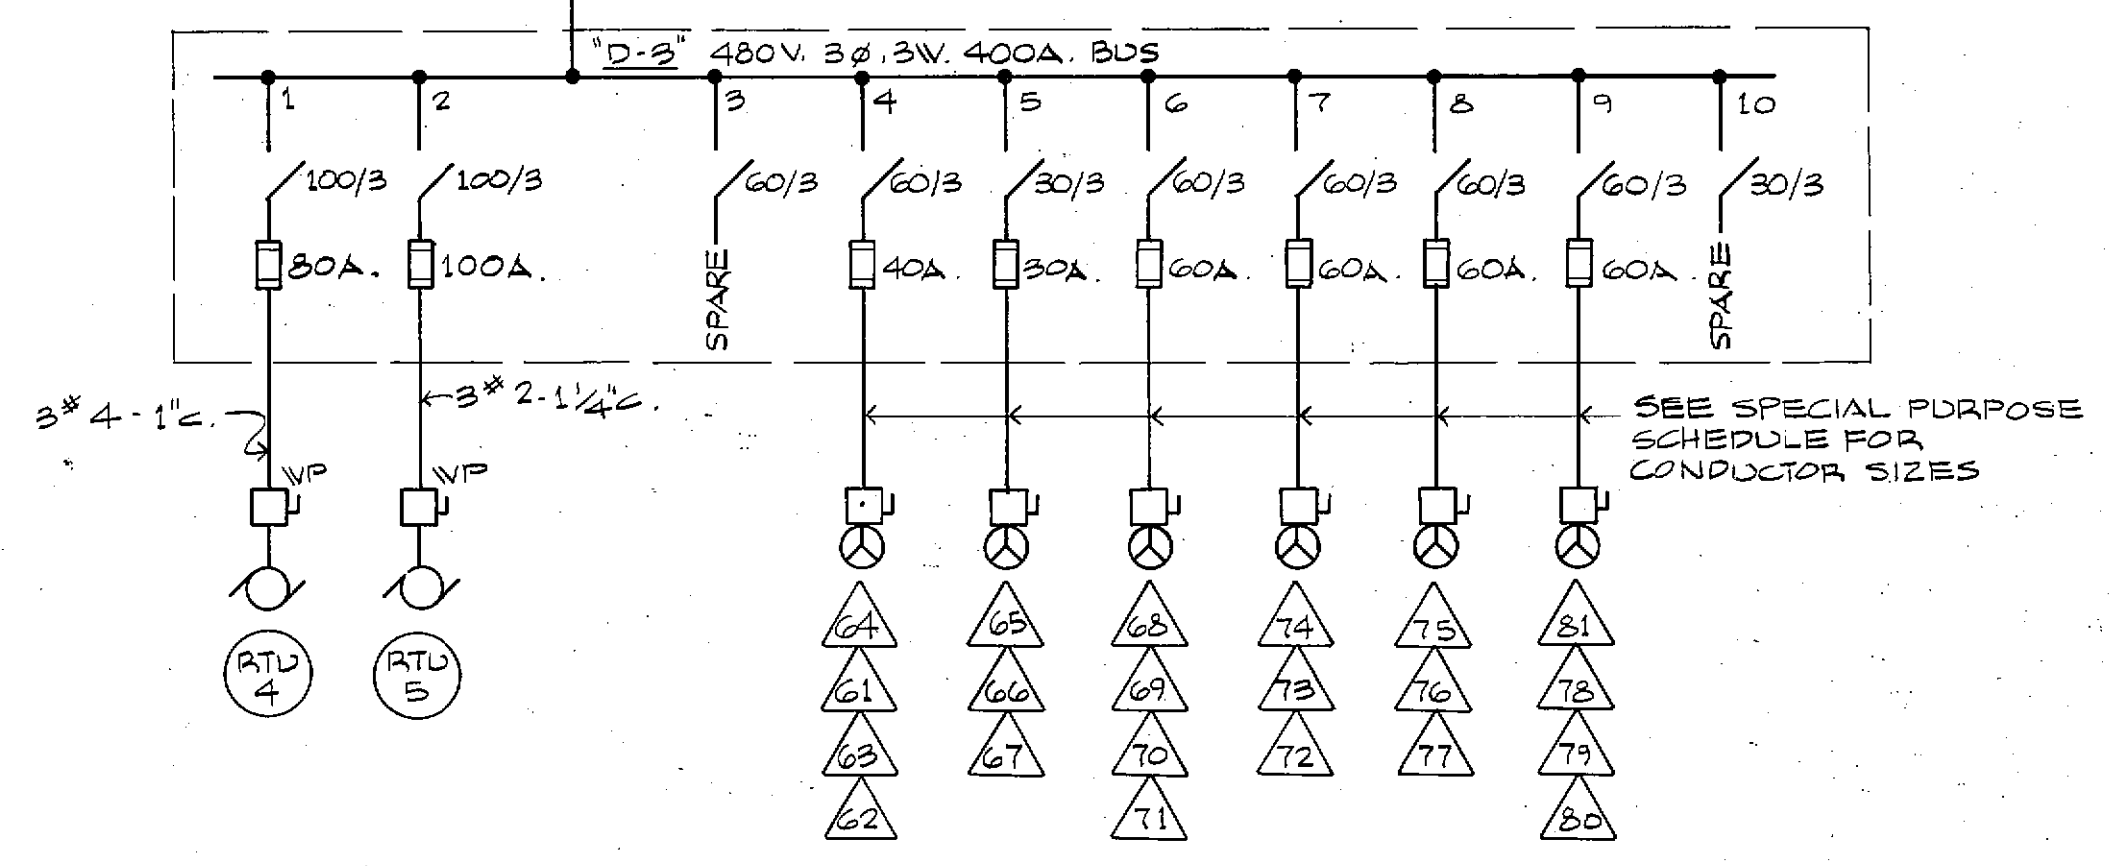 "D-3" 480V. 3ø, 3W. 400A. BUS
1 2 3 4 5 6 7 8 9 10
100/3 100/3 60/3 60/3 30/3 60/3 60/3 60/3 60/3 30/3
80A. 100A. SPARE 40A. 30A. 60A. 60A. 60A. 60A. SPARE
3# 4 - 1"C. 3# 2-1¼"C.
SEE SPECIAL PURPOSE
SCHEDULE FOR
CONDUCTOR SIZES
WP WP
RTU
4
RTU
5
64 65 68 74 75 81
61 66 69 73 76 78
63 67 70 72 77 79
62 71 80